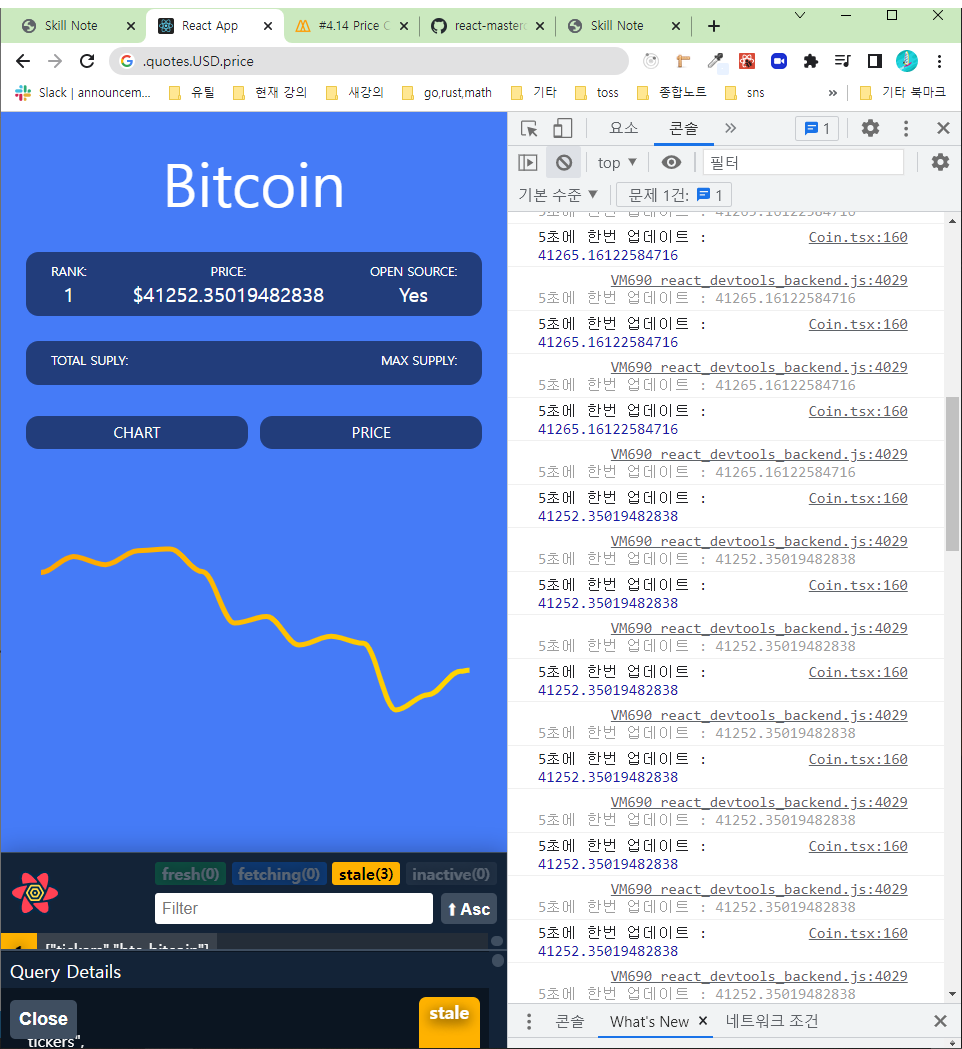 Skill Note
React App
#4.14 Price C
react-master
Skill Note
.quotes.USD.price
Slack | announcem...
유틸
현재 강의
새강의
go,rust,math
기타
toss
종합노트
sns
»
기타 북마크
Bitcoin
RANK:
1
PRICE:
$41252.35019482838
OPEN SOURCE:
Yes
TOTAL SUPLY:
MAX SUPPLY:
CHART
PRICE
fresh(0)
fetching(0)
stale(3)
inactive(0)
Filter
⬆ Asc
["tickers","btc-bitcoin"]
Query Details
Close
stale
"tickers",
요소
콘솔
»
1
top ▼
필터
기본 수준 ▼
문제 1건: 1
5초에 한번 업데이트 : 41265.16122584716
5초에 한번 업데이트 : Coin.tsx:160
41265.16122584716
VM690 react_devtools_backend.js:4029
5초에 한번 업데이트 : 41265.16122584716
5초에 한번 업데이트 : Coin.tsx:160
41265.16122584716
VM690 react_devtools_backend.js:4029
5초에 한번 업데이트 : 41265.16122584716
5초에 한번 업데이트 : Coin.tsx:160
41265.16122584716
VM690 react_devtools_backend.js:4029
5초에 한번 업데이트 : 41265.16122584716
5초에 한번 업데이트 : Coin.tsx:160
41252.35019482838
VM690 react_devtools_backend.js:4029
5초에 한번 업데이트 : 41252.35019482838
5초에 한번 업데이트 : Coin.tsx:160
41252.35019482838
VM690 react_devtools_backend.js:4029
5초에 한번 업데이트 : 41252.35019482838
5초에 한번 업데이트 : Coin.tsx:160
41252.35019482838
VM690 react_devtools_backend.js:4029
5초에 한번 업데이트 : 41252.35019482838
5초에 한번 업데이트 : Coin.tsx:160
41252.35019482838
VM690 react_devtools_backend.js:4029
5초에 한번 업데이트 : 41252.35019482838
5초에 한번 업데이트 : Coin.tsx:160
41252.35019482838
VM690 react_devtools_backend.js:4029
5초에 한번 업데이트 : 41252.35019482838
5초에 한번 업데이트 : Coin.tsx:160
41252.35019482838
VM690 react_devtools_backend.js:4029
5초에 한번 업데이트 : 41252.35019482838
콘솔
What's New
네트워크 조건